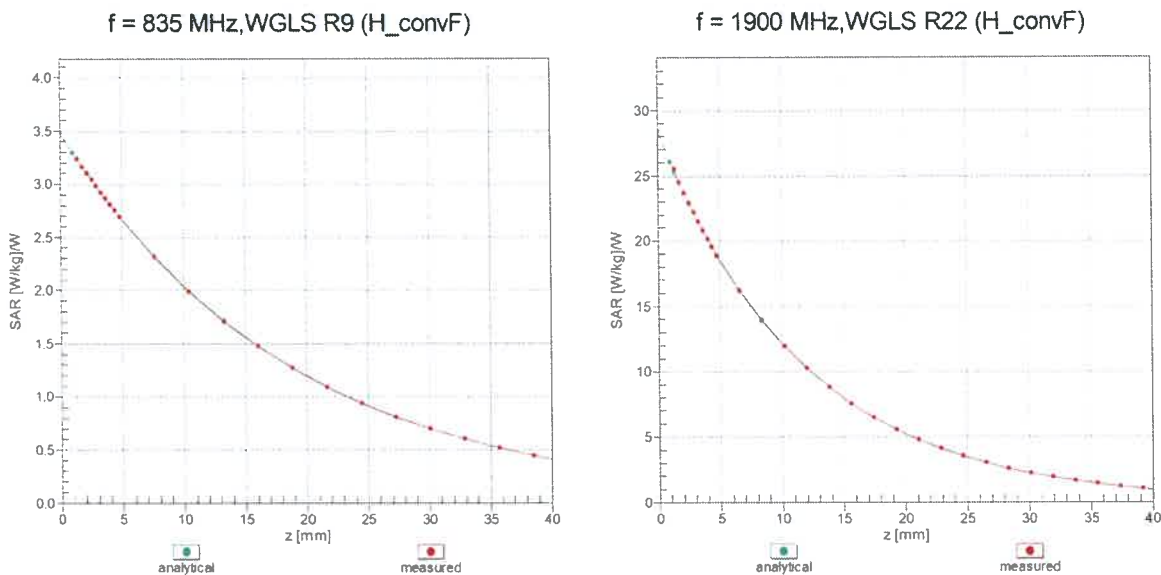 f = 835 MHz,WGLS R9 (H_convF)
f = 1900 MHz,WGLS R22 (H_convF)
4.0
3.5
3.0
2.5
2.0
1.5
1.0
0.5
0.0
SAR [W/kg]/W
0 5 10 15 20 25 30 35 40
z [mm]
analytical
measured
30
25
20
15
10
5
0
SAR [W/kg]/W
0 5 10 15 20 25 30 35 40
z [mm]
analytical
measured